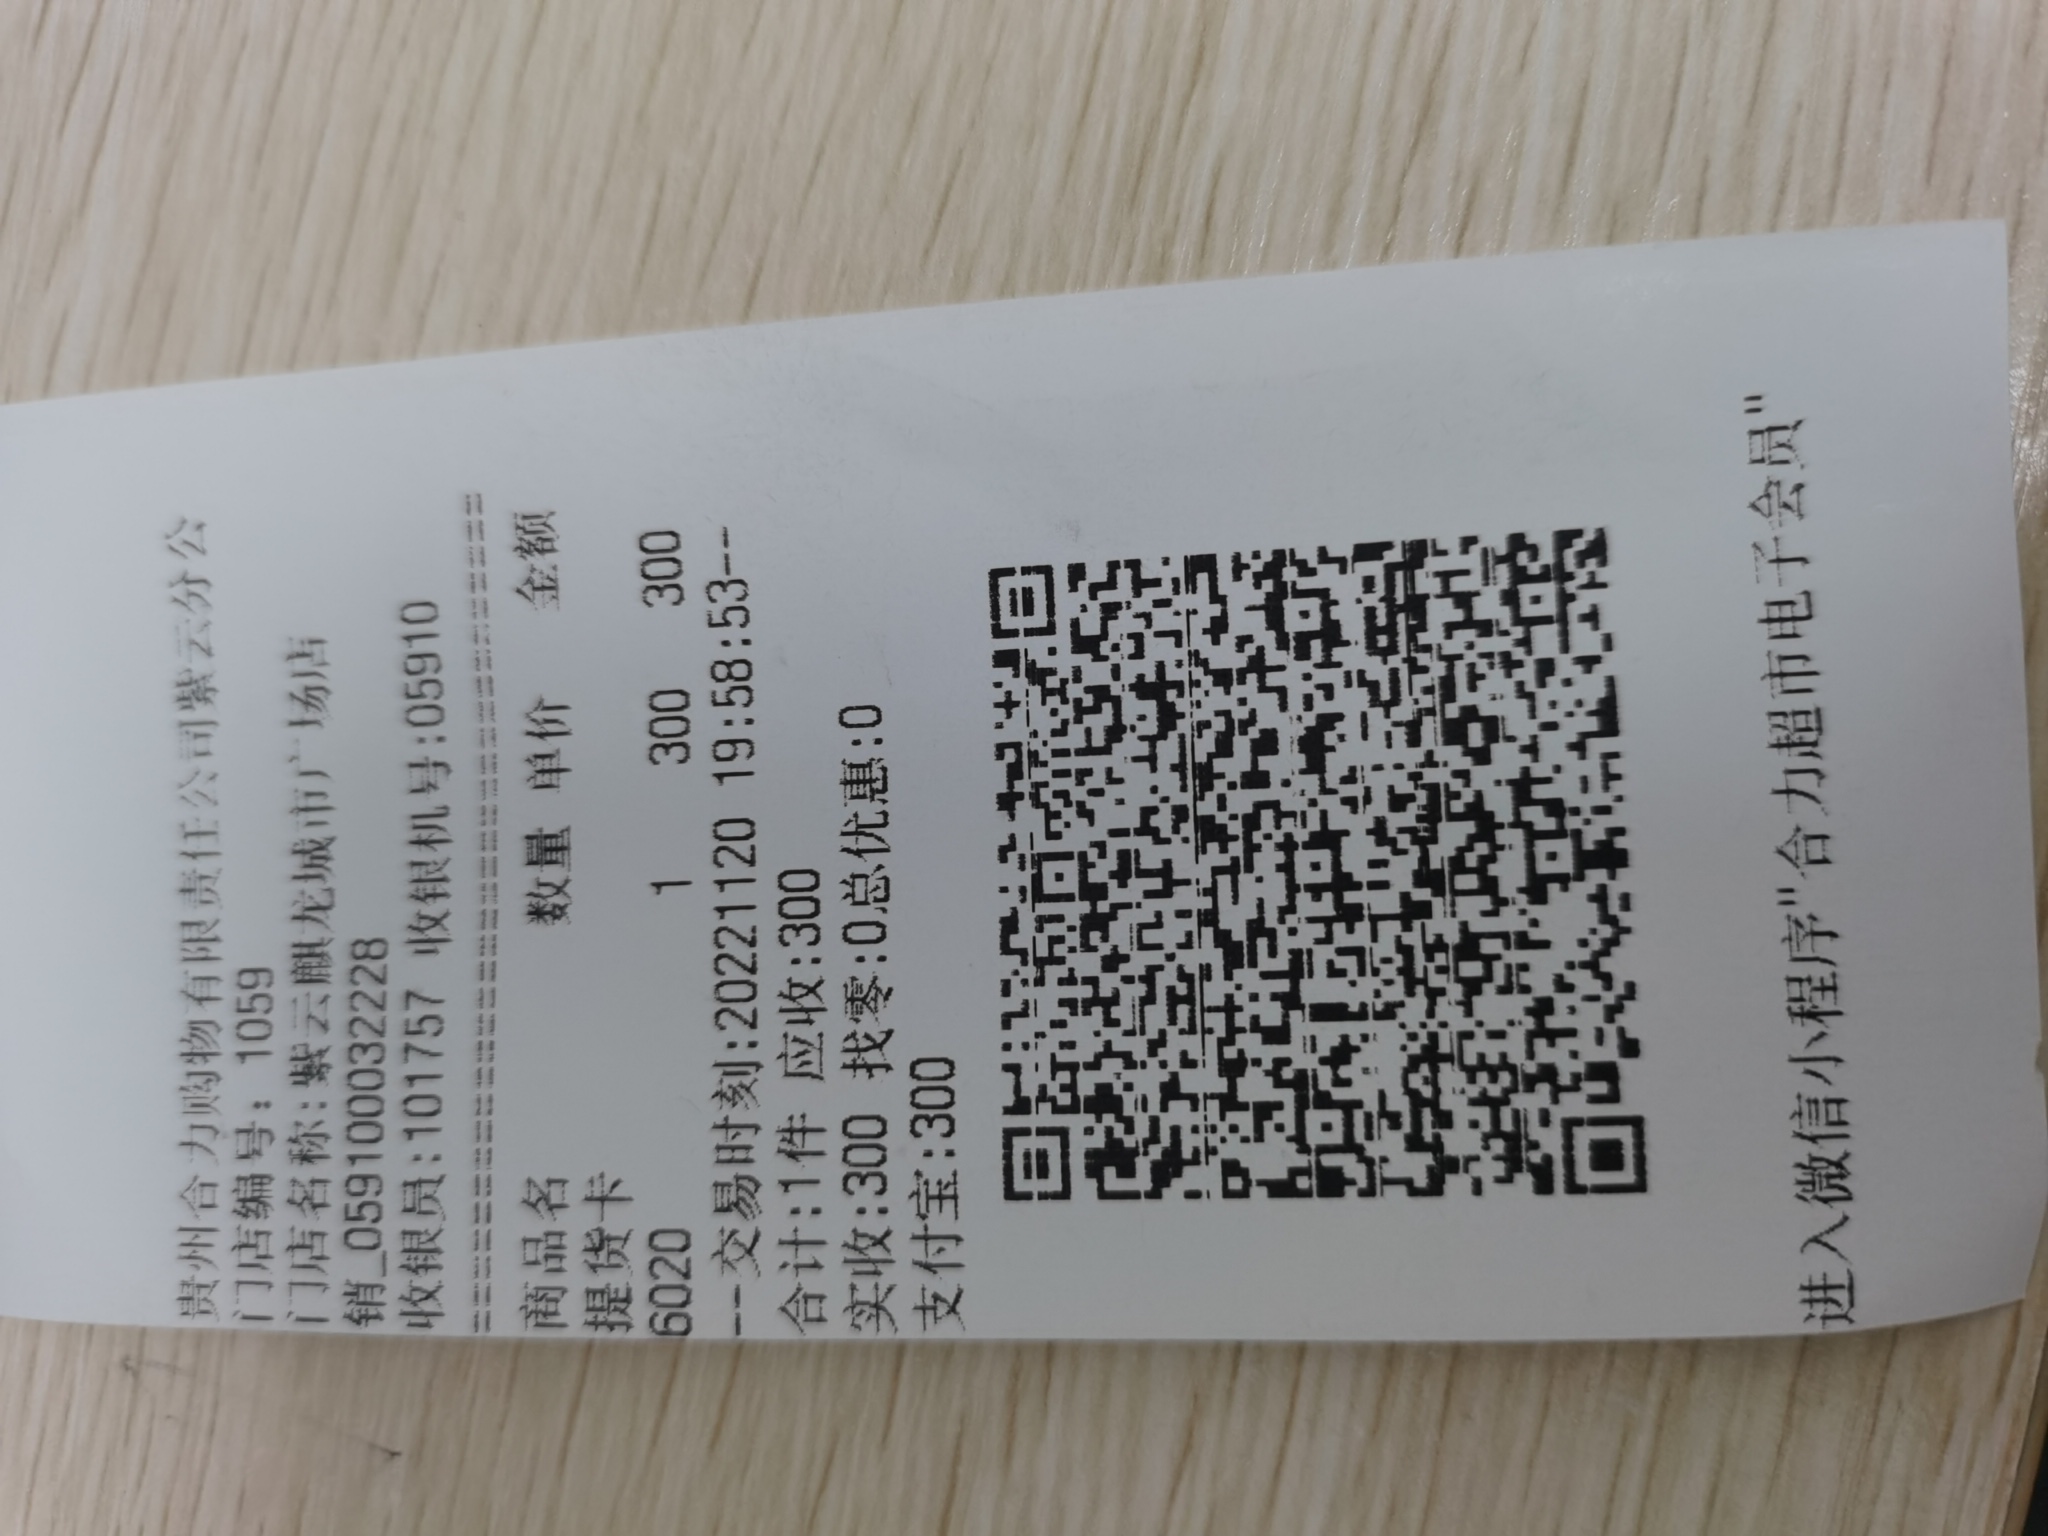 贵州合力购物有限责任公司紫云分公
门店编号: 1059
门店名称:紫云麒龙城市广场店
销_0591000032228
收银员:101757 收银机号:05910
商品名 数量 单价 金额
提货卡
6020 1 300 300
--交易时刻:20221120 19:58:53--
合计:1件 应收:300
实收:300 找零:0总优惠:0
支付宝:300
进入微信小程序"合力超市电子会员"